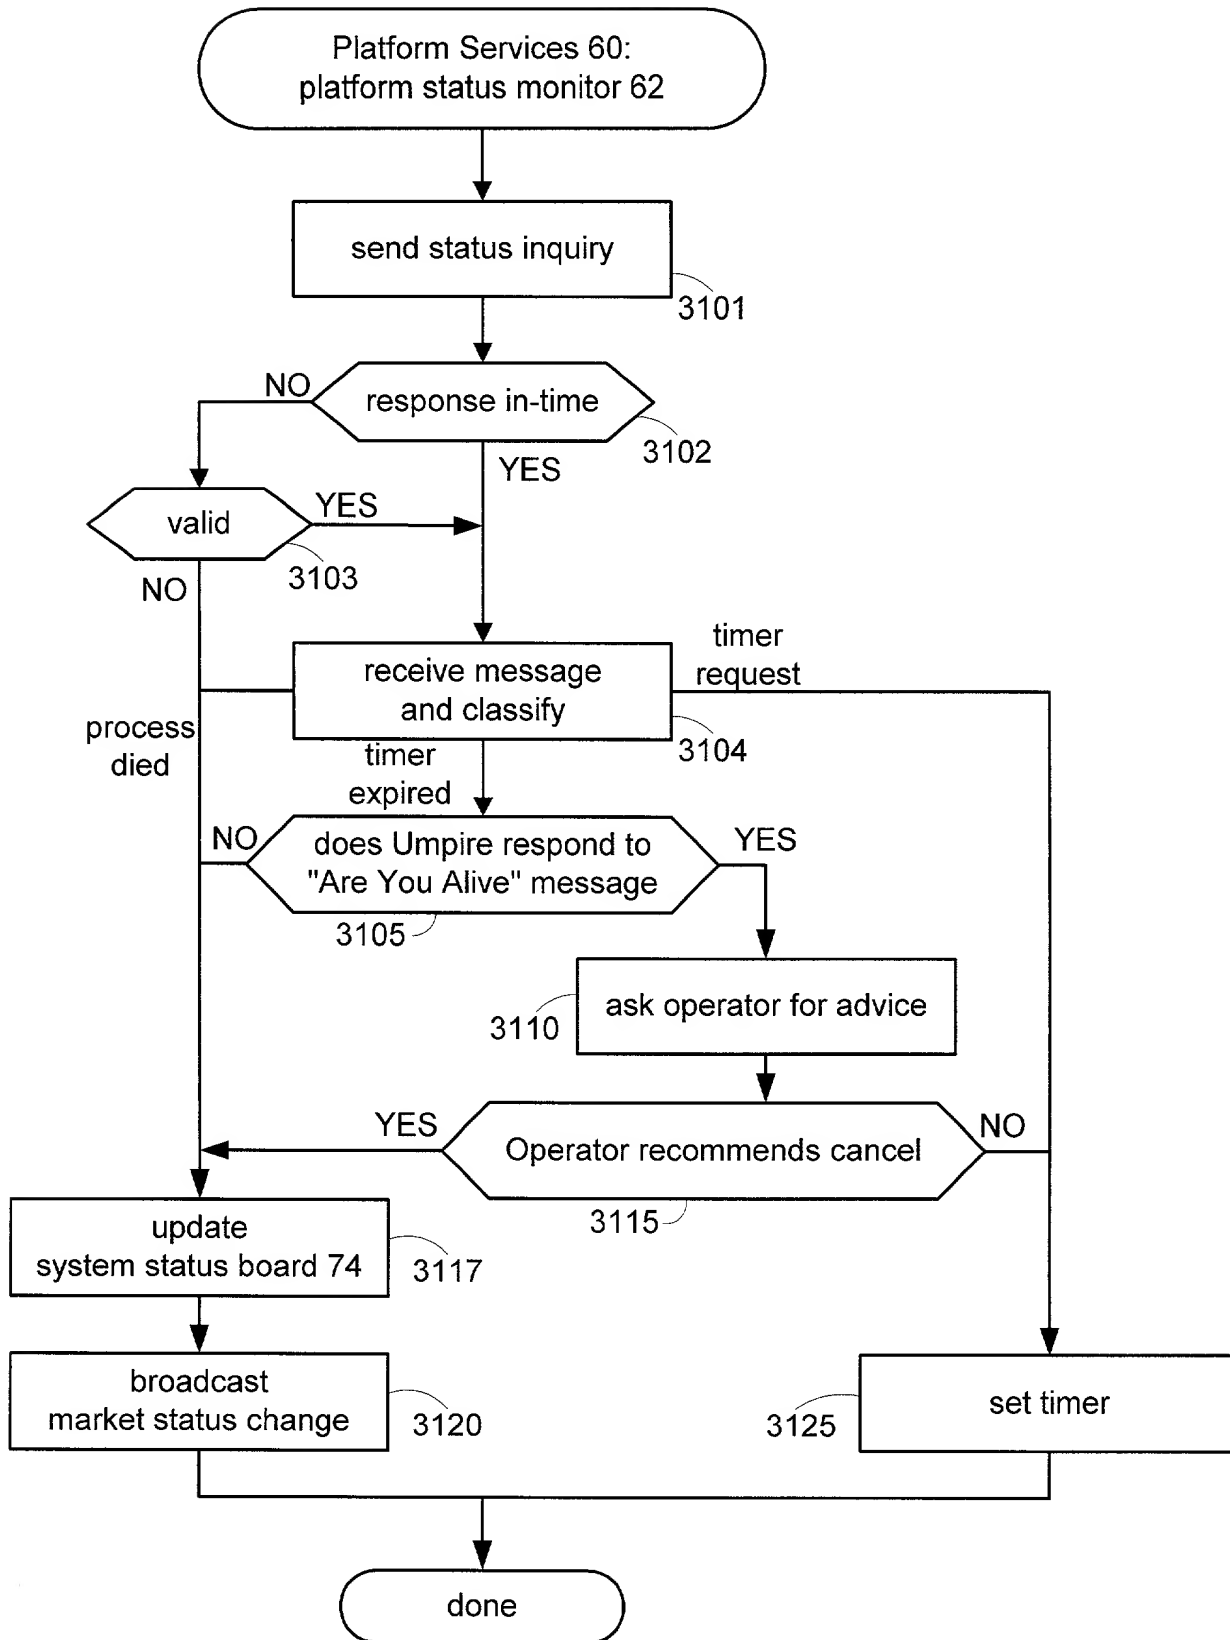 Platform Services 60:
platform status monitor 62
send status inquiry
3101
NO
response in-time
3102
YES
valid
YES
3103
NO
timer
request
receive message
and classify
3104
process
died
timer
expired
NO
does Umpire respond to
"Are You Alive" message
YES
3105
ask operator for advice
3110
YES
Operator recommends cancel
NO
3115
update
system status board 74
3117
broadcast
market status change
3120
set timer
3125
done